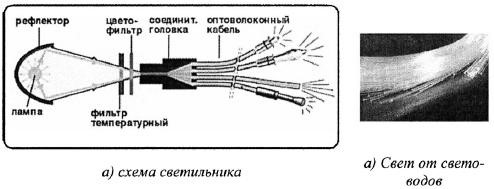 рефлектор
цвето-
фильтр
соединит.
головка
оптоволоконный
кабель
лампа
фильтр
температурный
а) схема светильника
а) Свет от свето-
водов